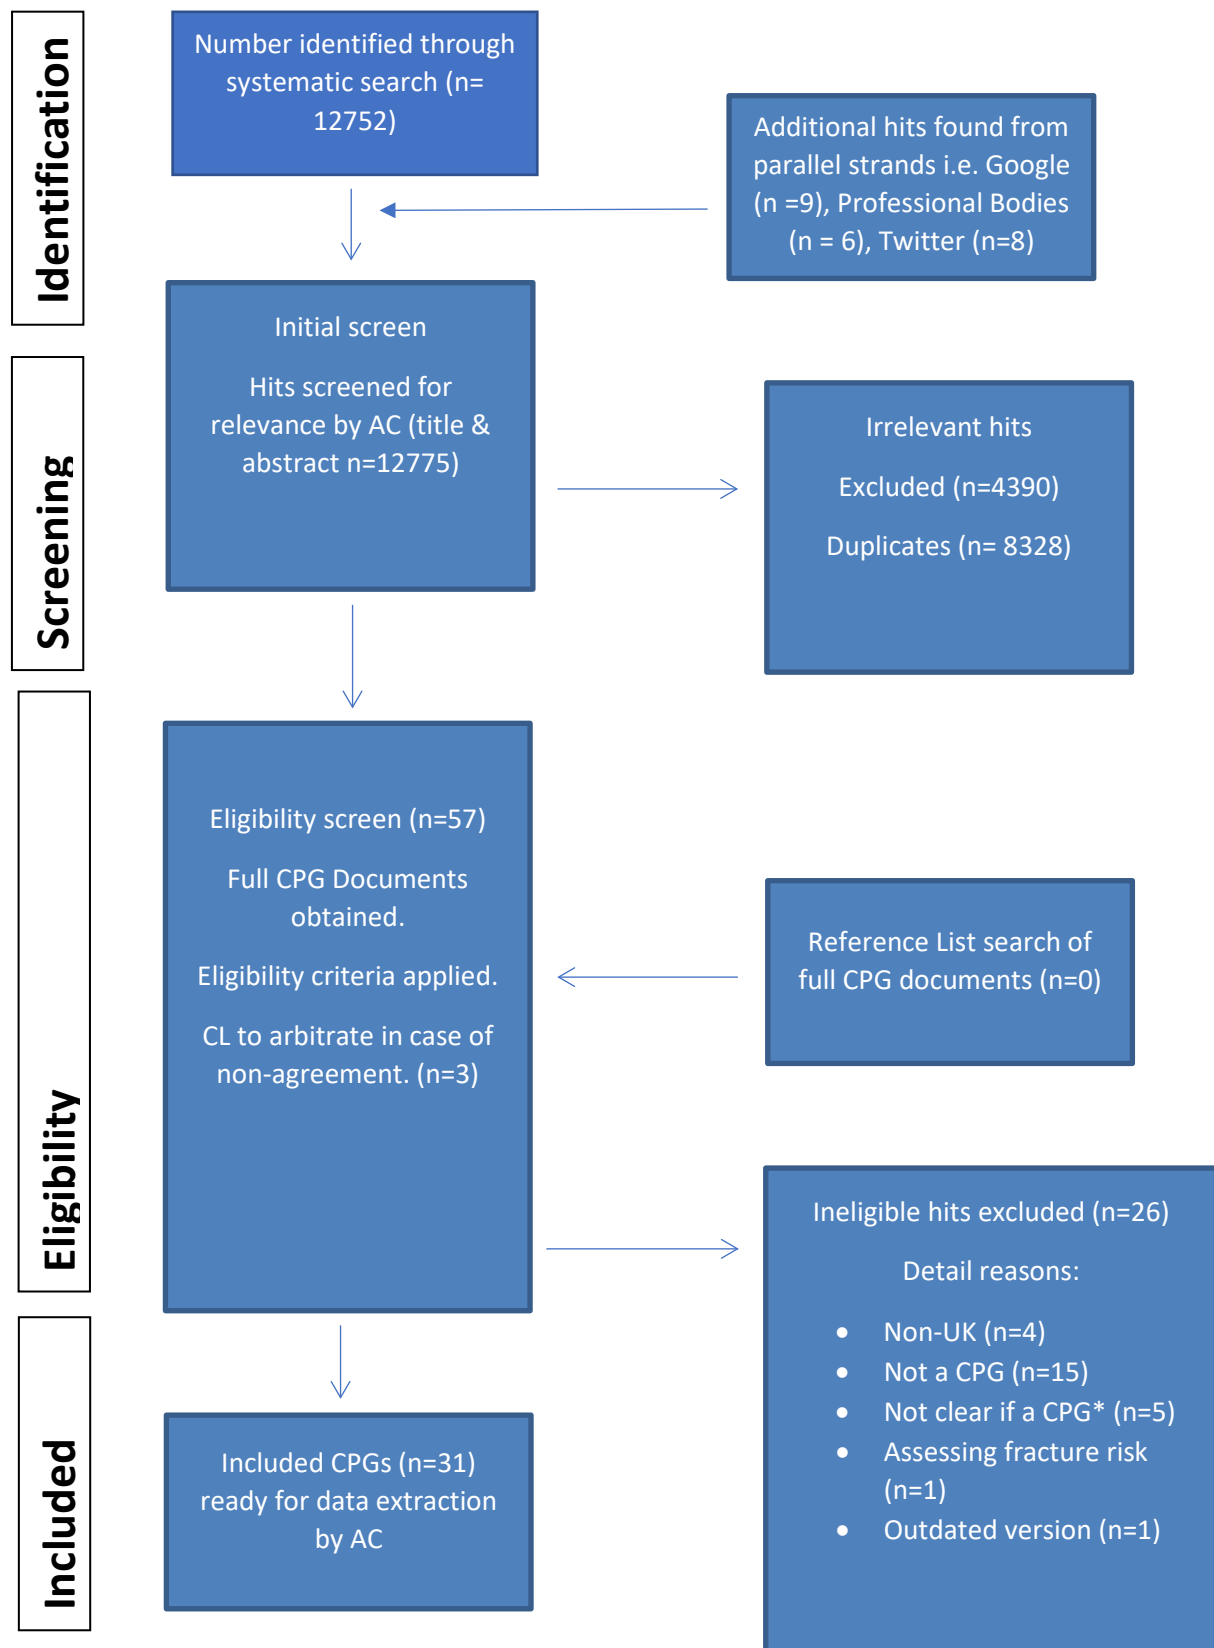 Identification
Number identified through
systematic search (n=
12752)
Additional hits found from
parallel strands i.e. Google
(n =9), Professional Bodies
(n = 6), Twitter (n=8)
Screening
Initial screen
Hits screened for
relevance by AC (title &
abstract n=12775)
Irrelevant hits
Excluded (n=4390)
Duplicates (n= 8328)
Eligibility
Eligibility screen (n=57)
Full CPG Documents
obtained.
Eligibility criteria applied.
CL to arbitrate in case of
non-agreement. (n=3)
Reference List search of
full CPG documents (n=0)
Ineligible hits excluded (n=26)
Detail reasons:
• Non-UK (n=4)
• Not a CPG (n=15)
• Not clear if a CPG* (n=5)
• Assessing fracture risk
(n=1)
• Outdated version (n=1)
Included
Included CPGs (n=31)
ready for data extraction
by AC